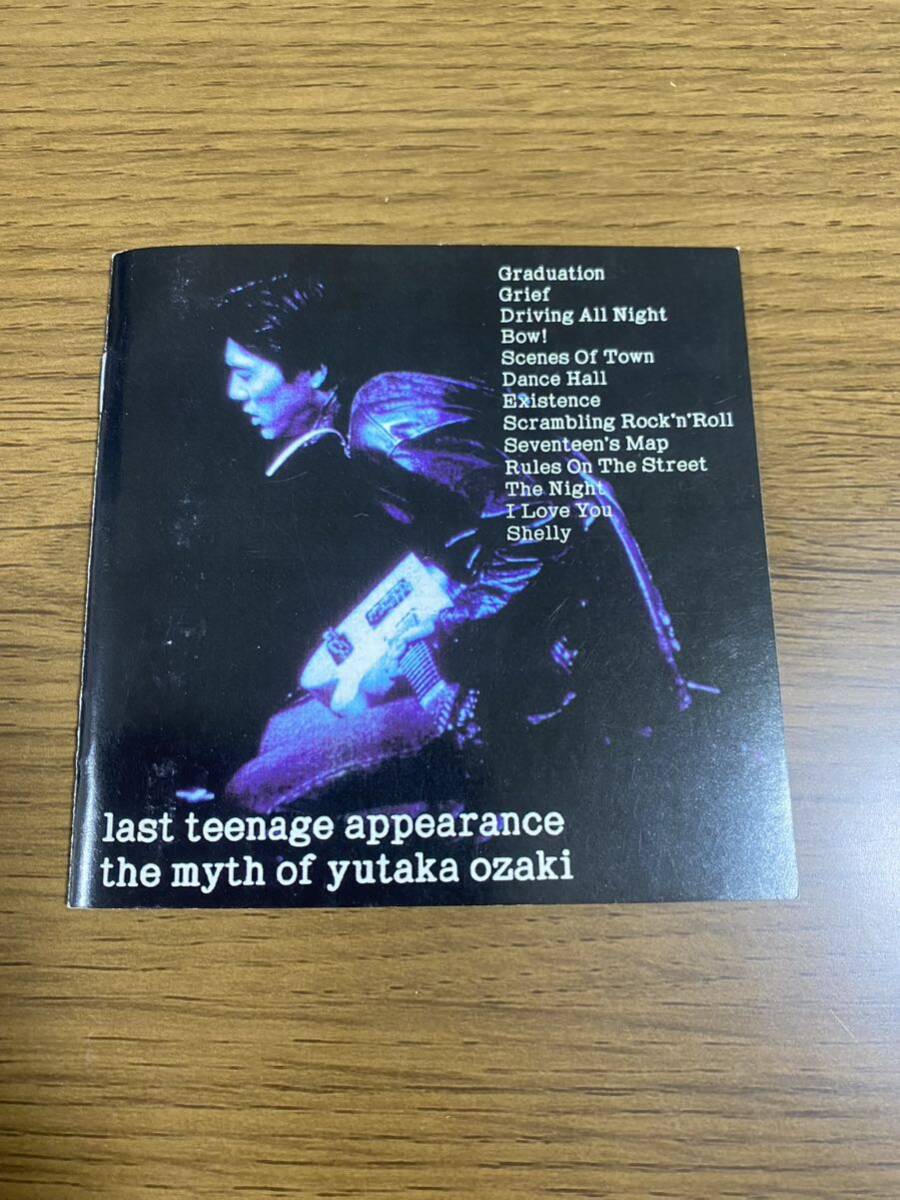 Graduation
Grief
Driving All Night
Bow!
Scenes Of Town
Dance Hall
Existence
Scrambling Rock'n'Roll
Seventeen's Map
Rules On The Street
The Night
I Love You
Shelly
last teenage appearance
the myth of yutaka ozaki